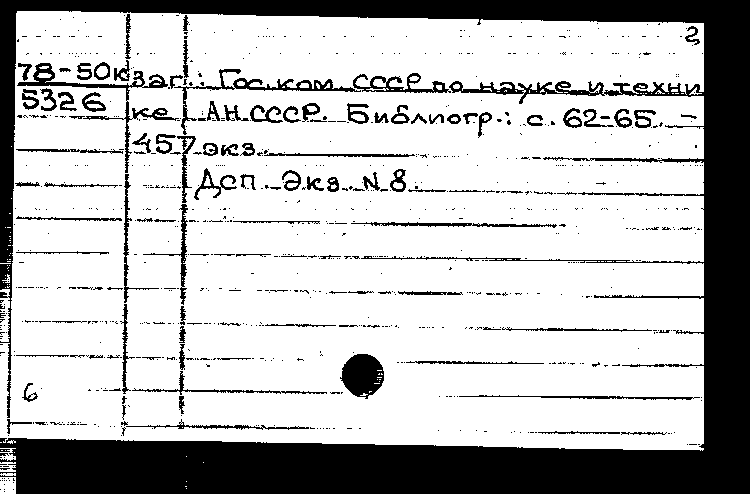 2
78-50к заг.: Гос.ком. СССР по науке и техни
5326 ке АН СССР. Библиогр.: с. 62-65. -
457 экз.
Дсп. Экз. N 8.
6